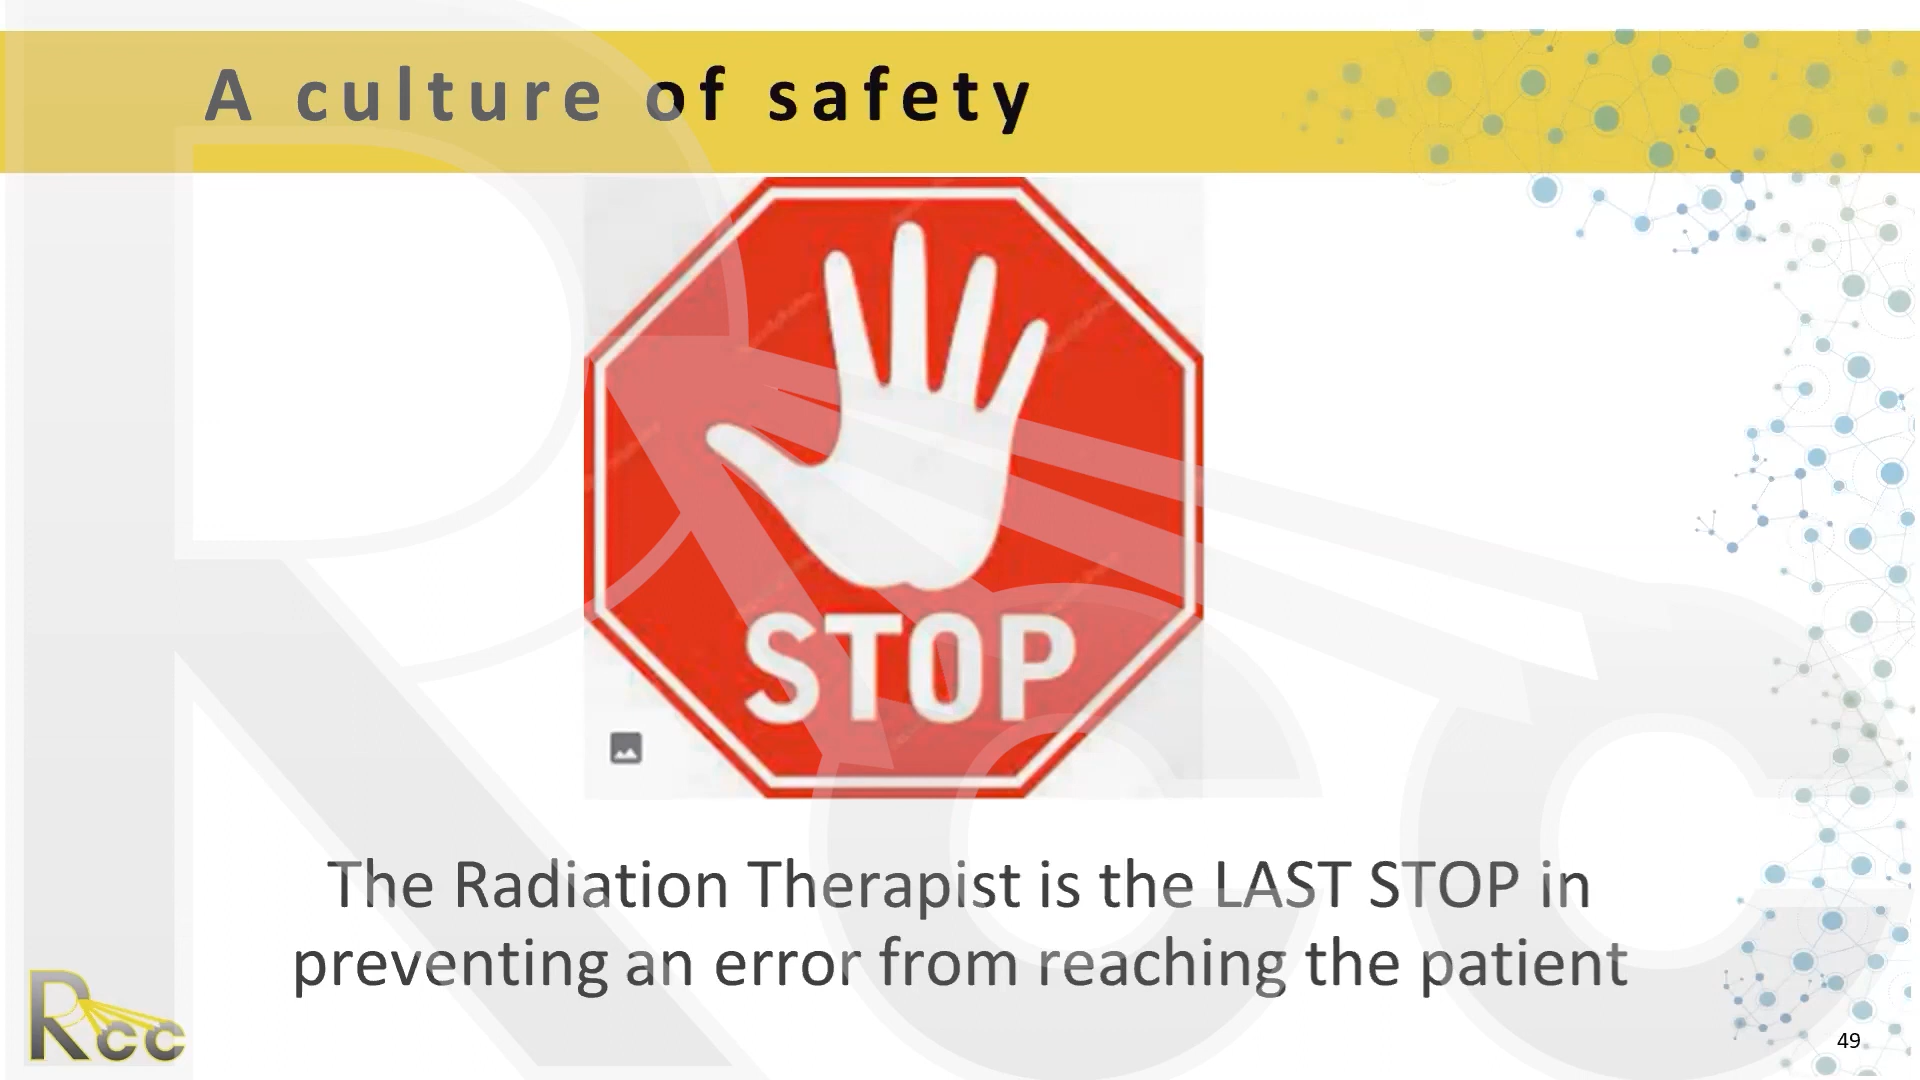 A culture of safety
STOP
The Radiation Therapist is the LAST STOP in
preventing an error from reaching the patient
Rcc
49